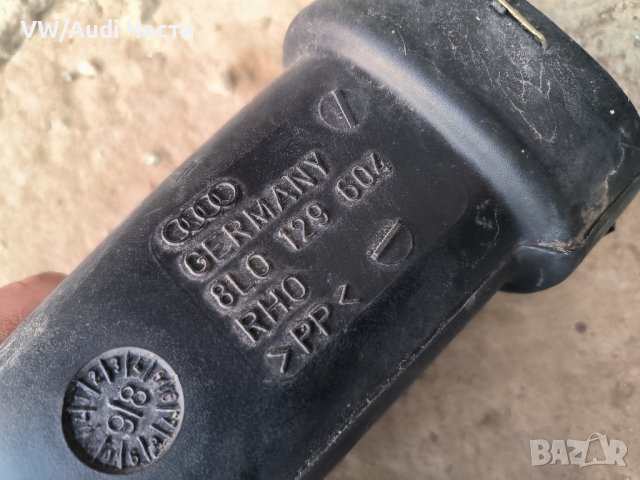 VW/Audi Части
GERMANY
8L0 129 604
RHO
>PP<
BAZAR